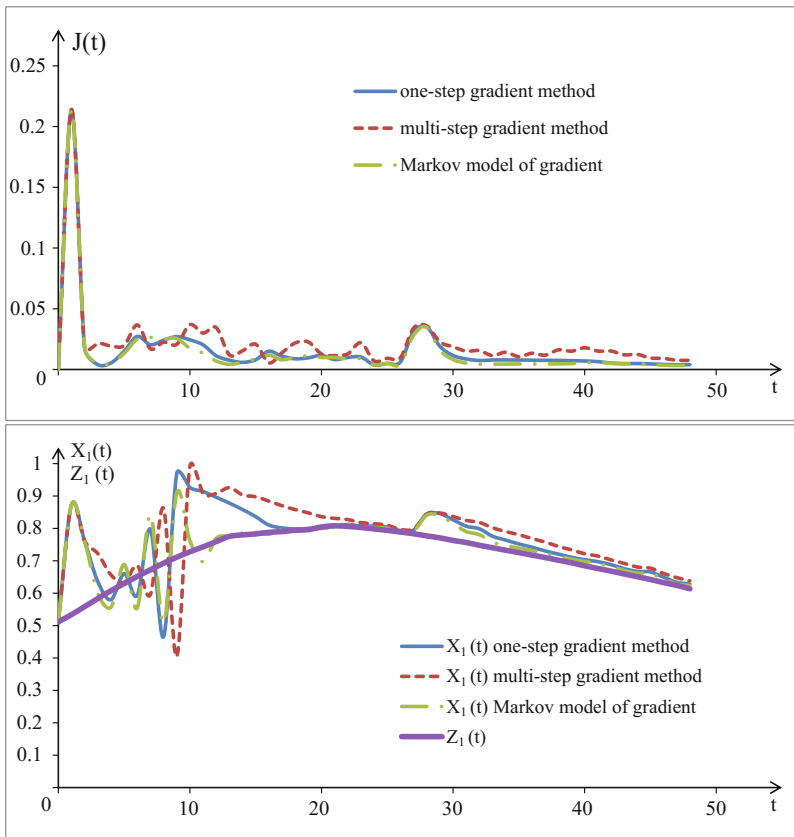 J(t)
0.25
0.2
0.15
0.1
0.05
0
one-step gradient method
multi-step gradient method
Markov model of gradient
0 10 20 30 40 50 t
X₁(t)
Z₁ (t)
1
0.9
0.8
0.7
0.6
0.5
0.4
0.3
0.2
0.1
0
X₁ (t) one-step gradient method
X₁ (t) multi-step gradient method
X₁ (t) Markov model of gradient
Z₁ (t)
0 10 20 30 40 50 t